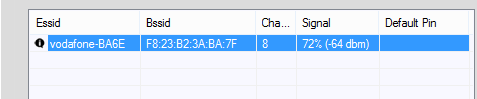 Essid Bssid Cha... Signal Default Pin
vodafone-BA6E F8:23:B2:3A:BA:7F 8 72% (-64 dbm)